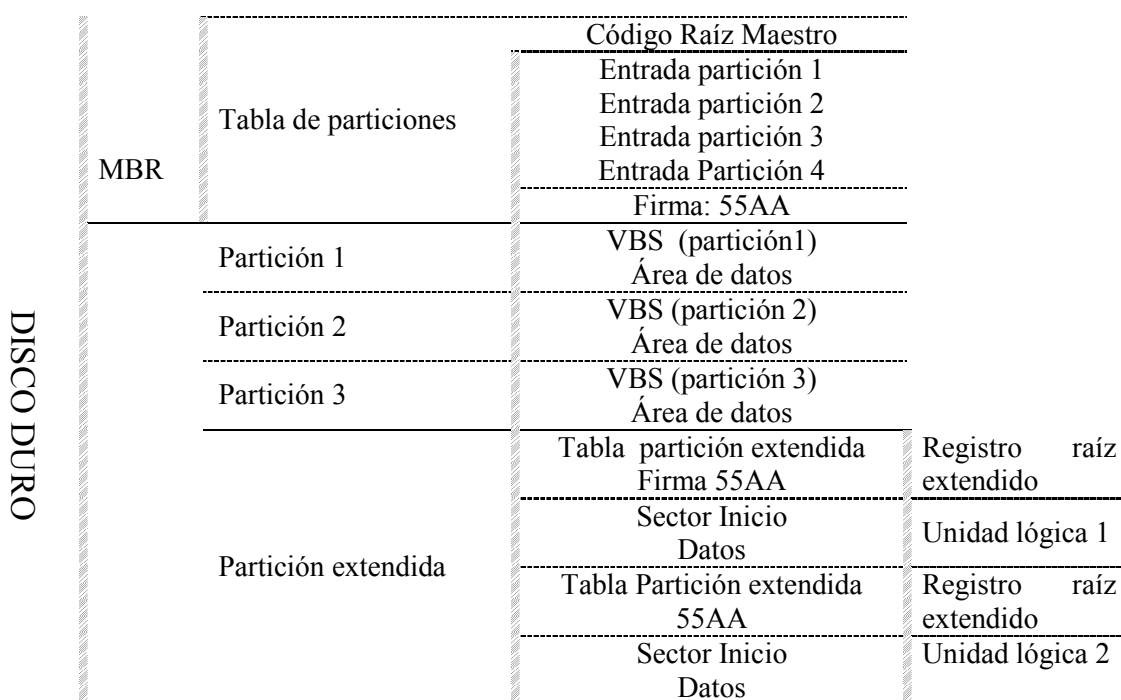 Código Raíz Maestro
Entrada partición 1
Entrada partición 2
Tabla de particiones
Entrada partición 3
MBR
Entrada Partición 4
Firma: 55AA
Partición 1
VBS (partición1)
Área de datos
Partición 2
VBS (partición 2)
Área de datos
Partición 3
VBS (partición 3)
Área de datos
DISCO DURO
Partición extendida
Tabla partición extendida
Firma 55AA
Registro raíz
extendido
Sector Inicio
Datos
Unidad lógica 1
Tabla Partición extendida
55AA
Registro raíz
extendido
Sector Inicio
Datos
Unidad lógica 2